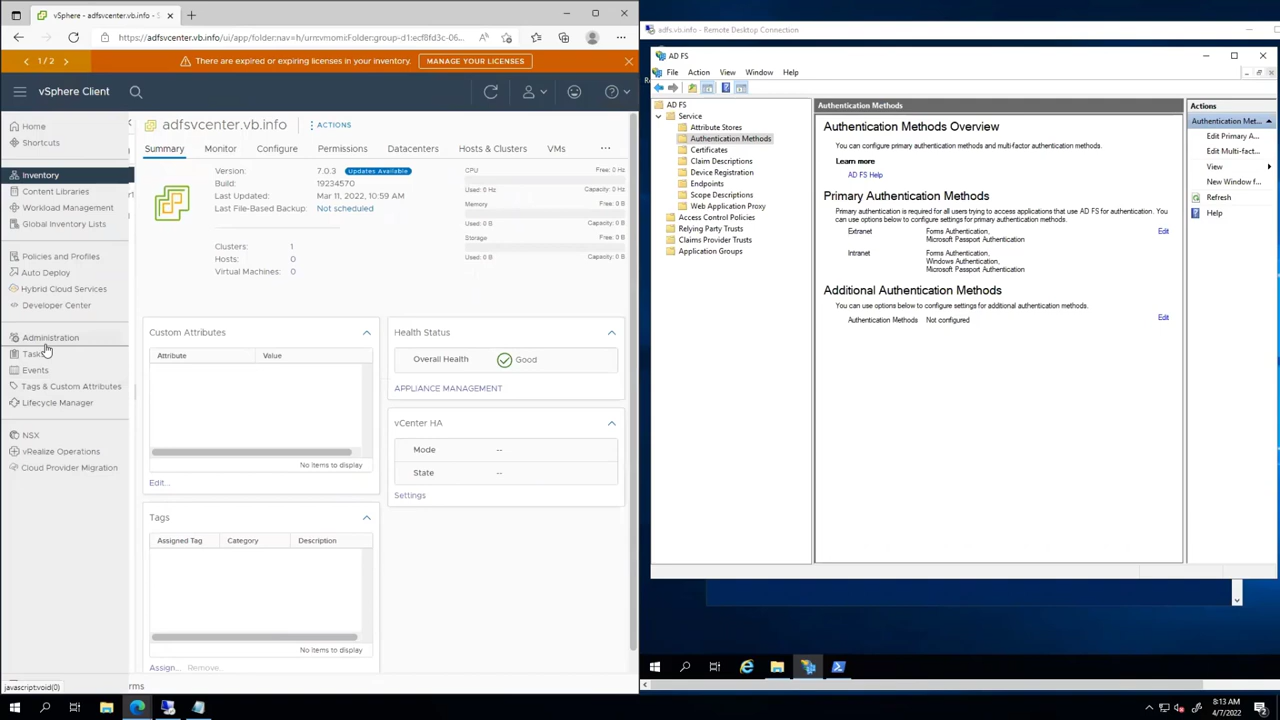 vSphere - adfsvcenter.vb.info - S
https://adfsvcenter.vb.info/ui/app/folder;nav=h/urn:vmomi:Folder:group-d1:ecf8fd3c-06...
1/2
There are expired or expiring licenses in your inventory.
MANAGE YOUR LICENSES
vSphere Client
Home
Shortcuts
Inventory
Content Libraries
Workload Management
Global Inventory Lists
Policies and Profiles
Auto Deploy
Hybrid Cloud Services
Developer Center
Administration
Tasks
Events
Tags & Custom Attributes
Lifecycle Manager
NSX
vRealize Operations
Cloud Provider Migration
adfsvcenter.vb.info
ACTIONS
Summary
Monitor
Configure
Permissions
Datacenters
Hosts & Clusters
VMs
...
Version: 7.0.3 Updates Available
Build: 19234570
Last Updated: Mar 11, 2022, 10:59 AM
Last File-Based Backup: Not scheduled
Clusters: 1
Hosts: 0
Virtual Machines: 0
CPU
Free: 0 Hz
Used: 0 Hz
Capacity: 0 Hz
Memory
Free: 0 B
Used: 0 B
Capacity: 0 B
Storage
Free: 0 B
Used: 0 B
Capacity: 0 B
Custom Attributes
Attribute
Value
No items to display
Edit...
Health Status
Overall Health
Good
APPLIANCE MANAGEMENT
vCenter HA
Mode --
State --
Settings
Tags
Assigned Tag
Category
Description
No items to display
Assign...
Remove...
javascript:void(0)
rms
adfs.vb.info - Remote Desktop Connection
AD FS
File
Action
View
Window
Help
AD FS
Service
Attribute Stores
Authentication Methods
Certificates
Claim Descriptions
Device Registration
Endpoints
Scope Descriptions
Web Application Proxy
Access Control Policies
Relying Party Trusts
Claims Provider Trusts
Application Groups
Authentication Methods
Authentication Methods Overview
You can configure primary authentication methods and multi-factor authentication methods.
Learn more
AD FS Help
Primary Authentication Methods
Primary authentication is required for all users trying to access applications that use AD FS for authentication. You
can use options below to configure settings for primary authentication methods.
Extranet
Forms Authentication,
Microsoft Passport Authentication
Edit
Intranet
Forms Authentication,
Windows Authentication,
Microsoft Passport Authentication
Additional Authentication Methods
You can use options below to configure settings for additional authentication methods.
Authentication Methods
Not configured
Edit
Actions
Authentication Met...
Edit Primary A...
Edit Multi-fact...
View
New Window f...
Refresh
Help
8:13 AM
4/7/2022
2